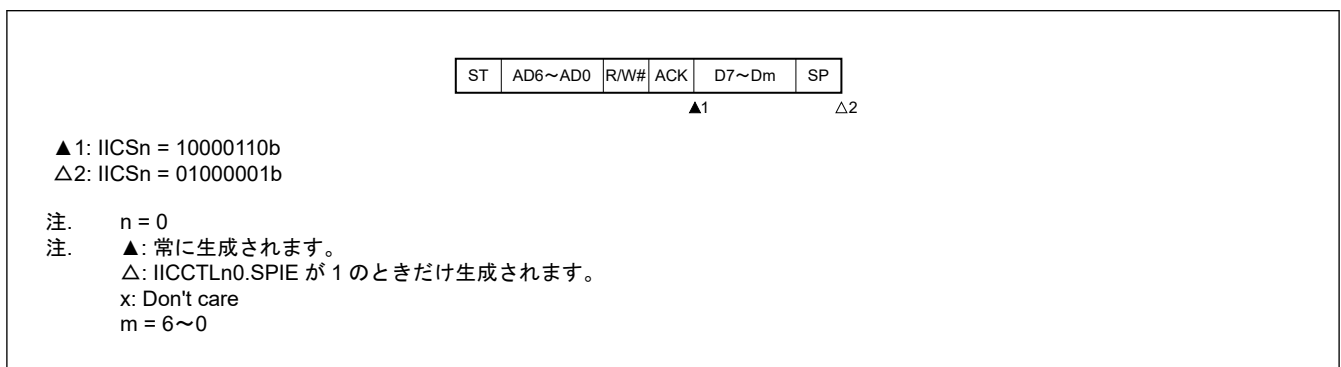 ST AD6～AD0 R/W# ACK D7～Dm SP
▲1 △2
▲1: IICSn = 10000110b
△2: IICSn = 01000001b
注. n = 0
注. ▲: 常に生成されます。
△: IICCTLn0.SPIE が 1 のときだけ生成されます。
x: Don't care
m = 6～0